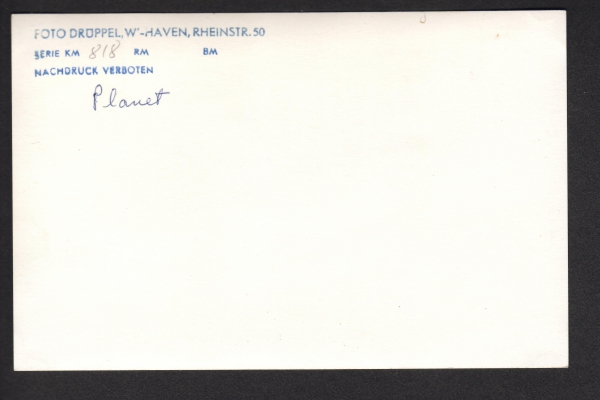 FOTO DRÜPPEL, W'-HAVEN, RHEINSTR. 50
SERIE KM 818 RM BM
NACHDRUCK VERBOTEN
Planet